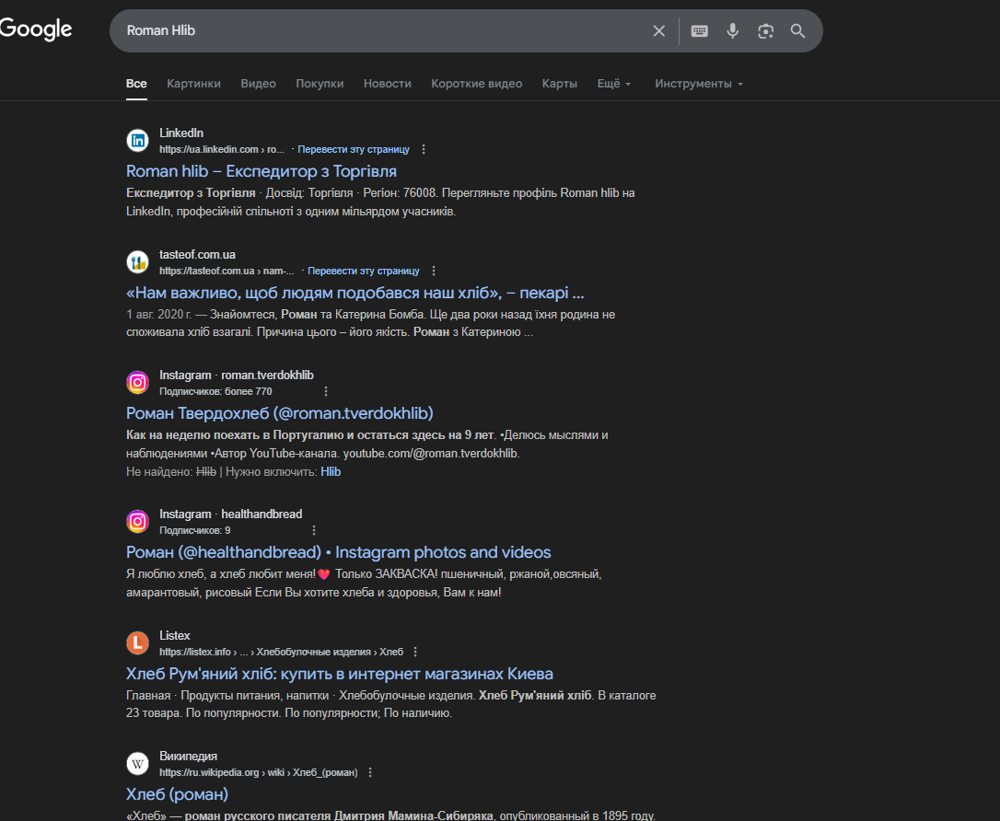 Google
Roman Hlib
Все Картинки Видео Покупки Новости Короткие видео Карты Ещё Инструменты
LinkedIn
https://ua.linkedin.com › ro... · Перевести эту страницу
Roman hlib – Експедитор з Торгівля
Експедитор з Торгівля · Досвід: Торгівля · Регіон: 76008. Перегляньте профіль Roman hlib на
LinkedIn, професійній спільноті з одним мільярдом учасників.
tasteof.com.ua
https://tasteof.com.ua › nam-... · Перевести эту страницу
«Нам важливо, щоб людям подобався наш хліб», – пекарі ...
1 авг. 2020 г. — Знайомтеся, Роман та Катерина Бомба. Ще два роки назад їхня родина не
споживала хліб взагалі. Причина цього – його якість. Роман з Катериною ...
Instagram · roman.tverdokhlib
Подписчиков: более 770
Роман Твердохлеб (@roman.tverdokhlib)
Как на неделю поехать в Португалию и остаться здесь на 9 лет. •Делюсь мыслями и
наблюдениями •Автор YouTube-канала. youtube.com/@roman.tverdokhlib.
Не найдено: Hlib | Нужно включить: Hlib
Instagram · healthandbread
Подписчиков: 9
Роман (@healthandbread) • Instagram photos and videos
Я люблю хлеб, а хлеб любит меня!❤️ Только ЗАКВАСКА! пшеничный, ржаной,овсяный,
амарантовый, рисовый Если Вы хотите хлеба и здоровья, Вам к нам!
L
Listex
https://listex.info › ... › Хлебобулочные изделия › Хлеб
Хлеб Рум'яний хліб: купить в интернет магазинах Киева
Главная · Продукты питания, напитки · Хлебобулочные изделия. Хлеб Рум'яний хліб. В каталоге
23 товара. По популярности. По популярности; По наличию.
W
Википедия
https://ru.wikipedia.org › wiki › Хлеб_(роман)
Хлеб (роман)
«Хлеб» — роман русского писателя Дмитрия Мамина-Сибиряка, опубликованный в 1895 году.